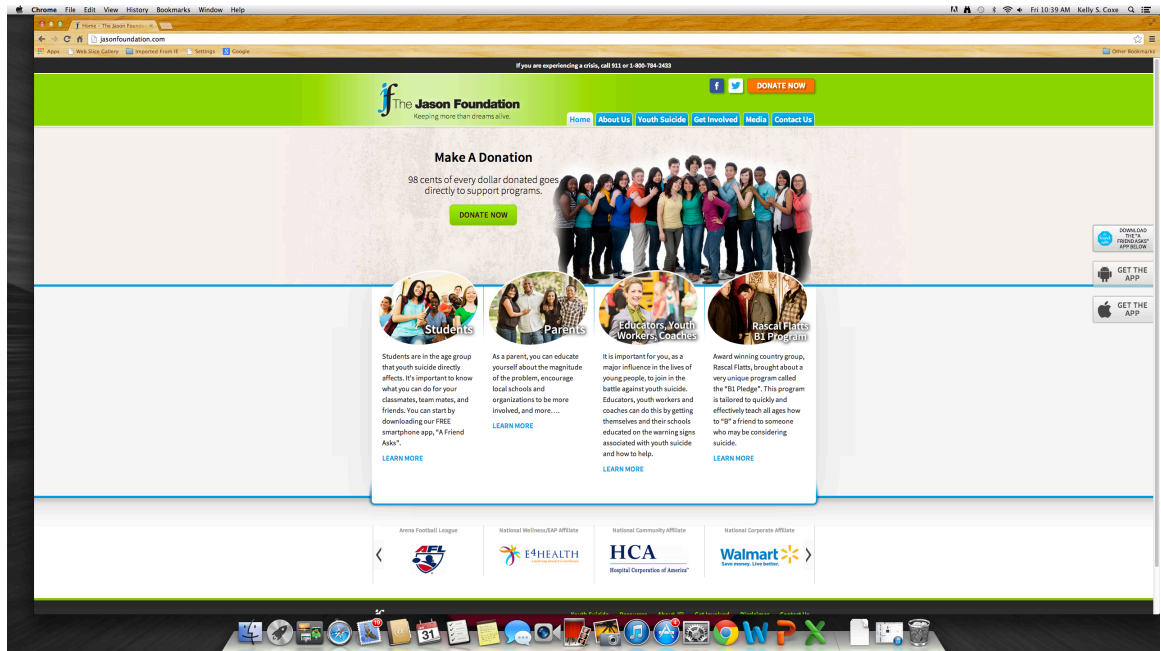 Chrome File Edit View History Bookmarks Window Help
Fri 10:39 AM Kelly S. Coxe
Home - The Jason Founda
jasonfoundation.com
Apps Web Slice Gallery Imported From IE Settings Google
Other Bookmarks
If you are experiencing a crisis, call 911 or 1-800-784-2433
jf The Jason Foundation
Keeping more than dreams alive.
f DONATE NOW
Home About Us Youth Suicide Get Involved Media Contact Us
Make A Donation
98 cents of every dollar donated goes
directly to support programs.
DONATE NOW
DOWNLOAD
THE "A
FRIEND ASKS"
APP BELOW
GET THE
APP
GET THE
APP
Students
Parents
Educators, Youth
Workers, Coaches
Rascal Flatts
B1 Program
Students are in the age group
that youth suicide directly
affects. It's important to know
what you can do for your
classmates, team mates, and
friends. You can start by
downloading our FREE
smartphone app, "A Friend
Asks".
LEARN MORE
As a parent, you can educate
yourself about the magnitude
of the problem, encourage
local schools and
organizations to be more
involved, and more….
LEARN MORE
It is important for you, as a
major influence in the lives of
young people, to join in the
battle against youth suicide.
Educators, youth workers and
coaches can do this by getting
themselves and their schools
educated on the warning signs
associated with youth suicide
and how to help.
LEARN MORE
Award winning country group,
Rascal Flatts, brought about a
very unique program called
the "B1 Pledge". This program
is tailored to quickly and
effectively teach all ages how
to "B" a friend to someone
who may be considering
suicide.
LEARN MORE
Arena Football League
AFL
National Wellness/EAP Affiliate
E4HEALTH
National Community Affiliate
HCA
Hospital Corporation of America
National Corporate Affiliate
Walmart
Save money. Live better.
Youth Suicide Resources About JFI Get Involved Disclaimer Contact Us
31